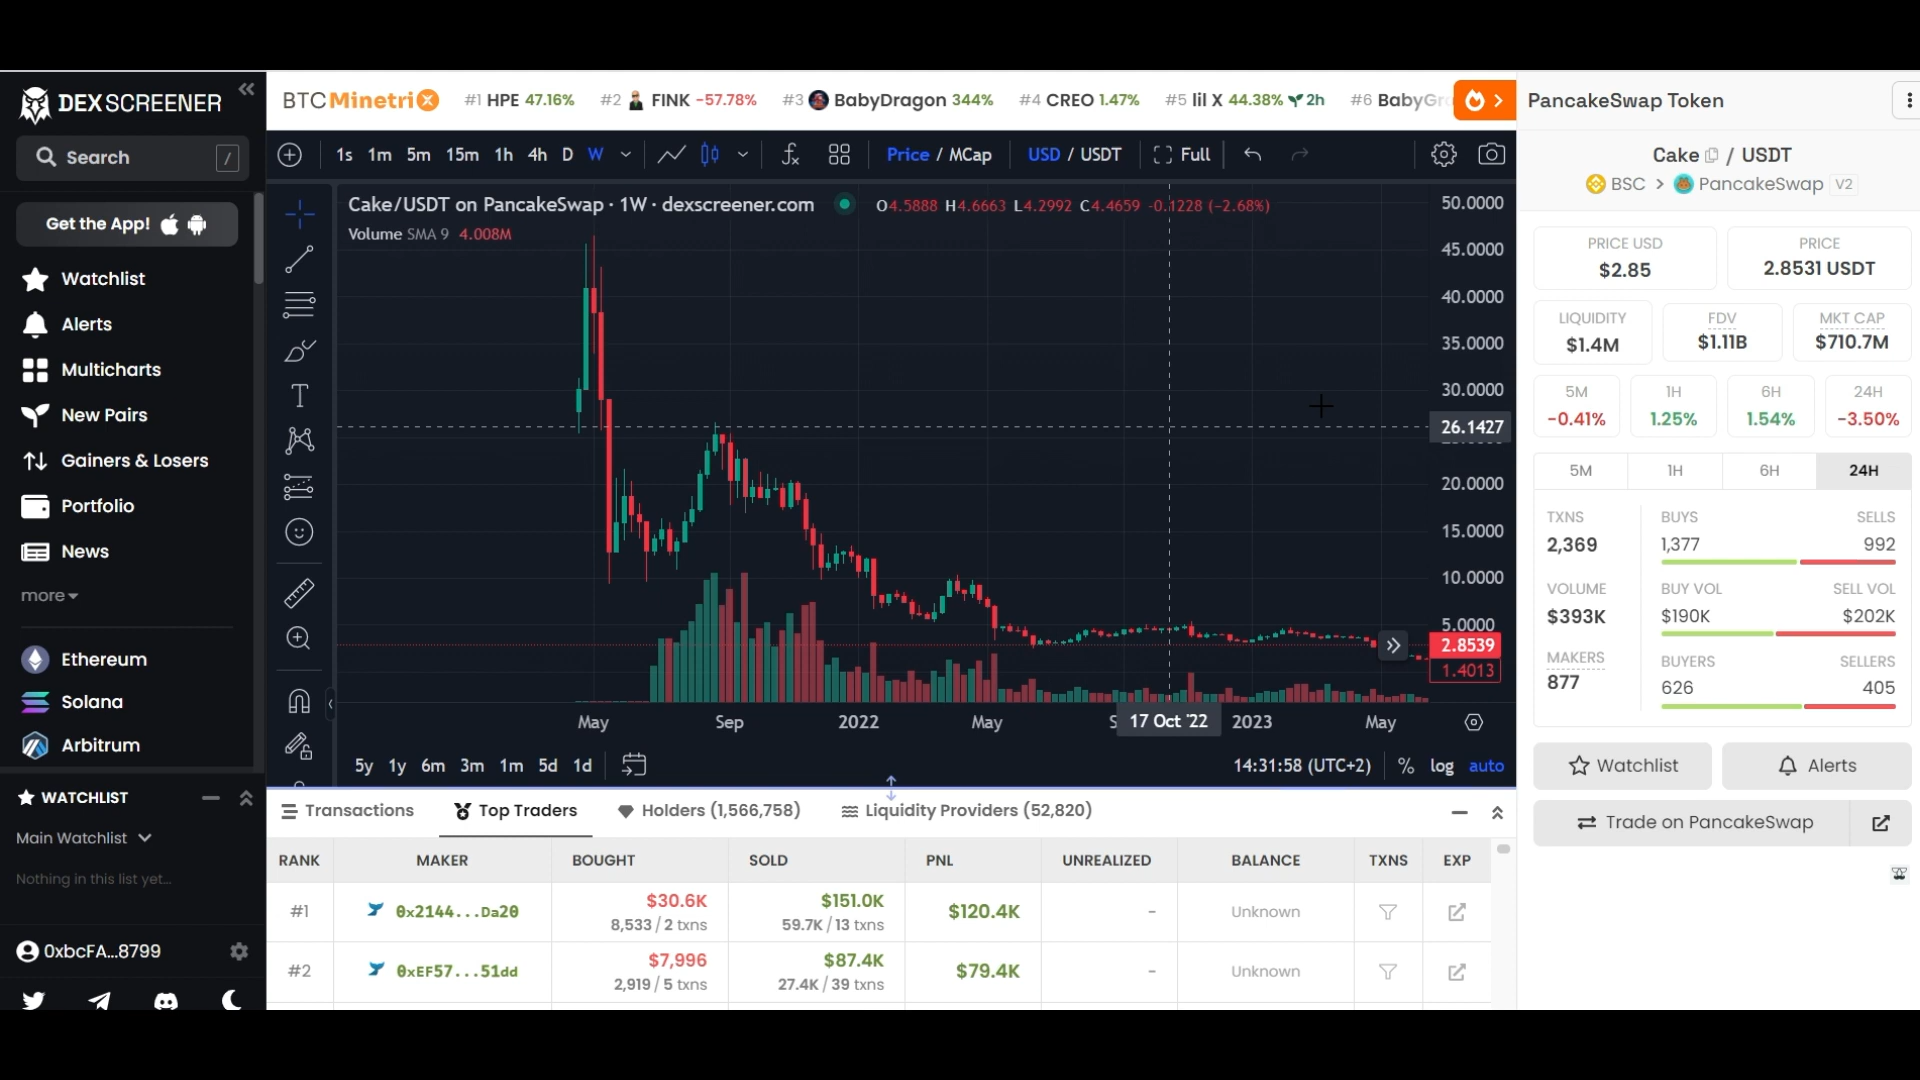 DEX SCREENER
Search /
Get the App!
Watchlist
Alerts
Multicharts
New Pairs
Gainers & Losers
Portfolio
News
more
Ethereum
Solana
Arbitrum
WATCHLIST
Main Watchlist
Nothing in this list yet...
0xbcFA...8799
BTC Minetrix #1 HPE 47.16% #2 FINK -57.78% #3 BabyDragon 344% #4 CREO 1.47% #5 lil X 44.38% 2h #6 BabyGr
1s 1m 5m 15m 1h 4h D W Price / MCap USD / USDT Full
Cake/USDT on PancakeSwap · 1W · dexscreener.com O4.5888 H4.6663 L4.2992 C4.4659 -0.1228 (-2.68%)
Volume SMA 9 4.008M
50.0000
45.0000
40.0000
35.0000
30.0000
26.1427
20.0000
15.0000
10.0000
5.0000
2.8539
1.4013
May Sep 2022 May S 17 Oct '22 2023 May
5y 1y 6m 3m 1m 5d 1d 14:31:58 (UTC+2) % log auto
Transactions Top Traders Holders (1,566,758) Liquidity Providers (52,820)
RANK MAKER BOUGHT SOLD PNL UNREALIZED BALANCE TXNS EXP
#1 0x2144...Da20 $30.6K $151.0K $120.4K - Unknown
8,533 / 2 txns 59.7K / 13 txns
#2 0xEF57...51dd $7,996 $87.4K $79.4K - Unknown
2,919 / 5 txns 27.4K / 39 txns
PancakeSwap Token
Cake / USDT
BSC > PancakeSwap V2
PRICE USD PRICE
$2.85 2.8531 USDT
LIQUIDITY FDV MKT CAP
$1.4M $1.11B $710.7M
5M 1H 6H 24H
-0.41% 1.25% 1.54% -3.50%
5M 1H 6H 24H
TXNS BUYS SELLS
2,369 1,377 992
VOLUME BUY VOL SELL VOL
$393K $190K $202K
MAKERS BUYERS SELLERS
877 626 405
Watchlist Alerts
Trade on PancakeSwap